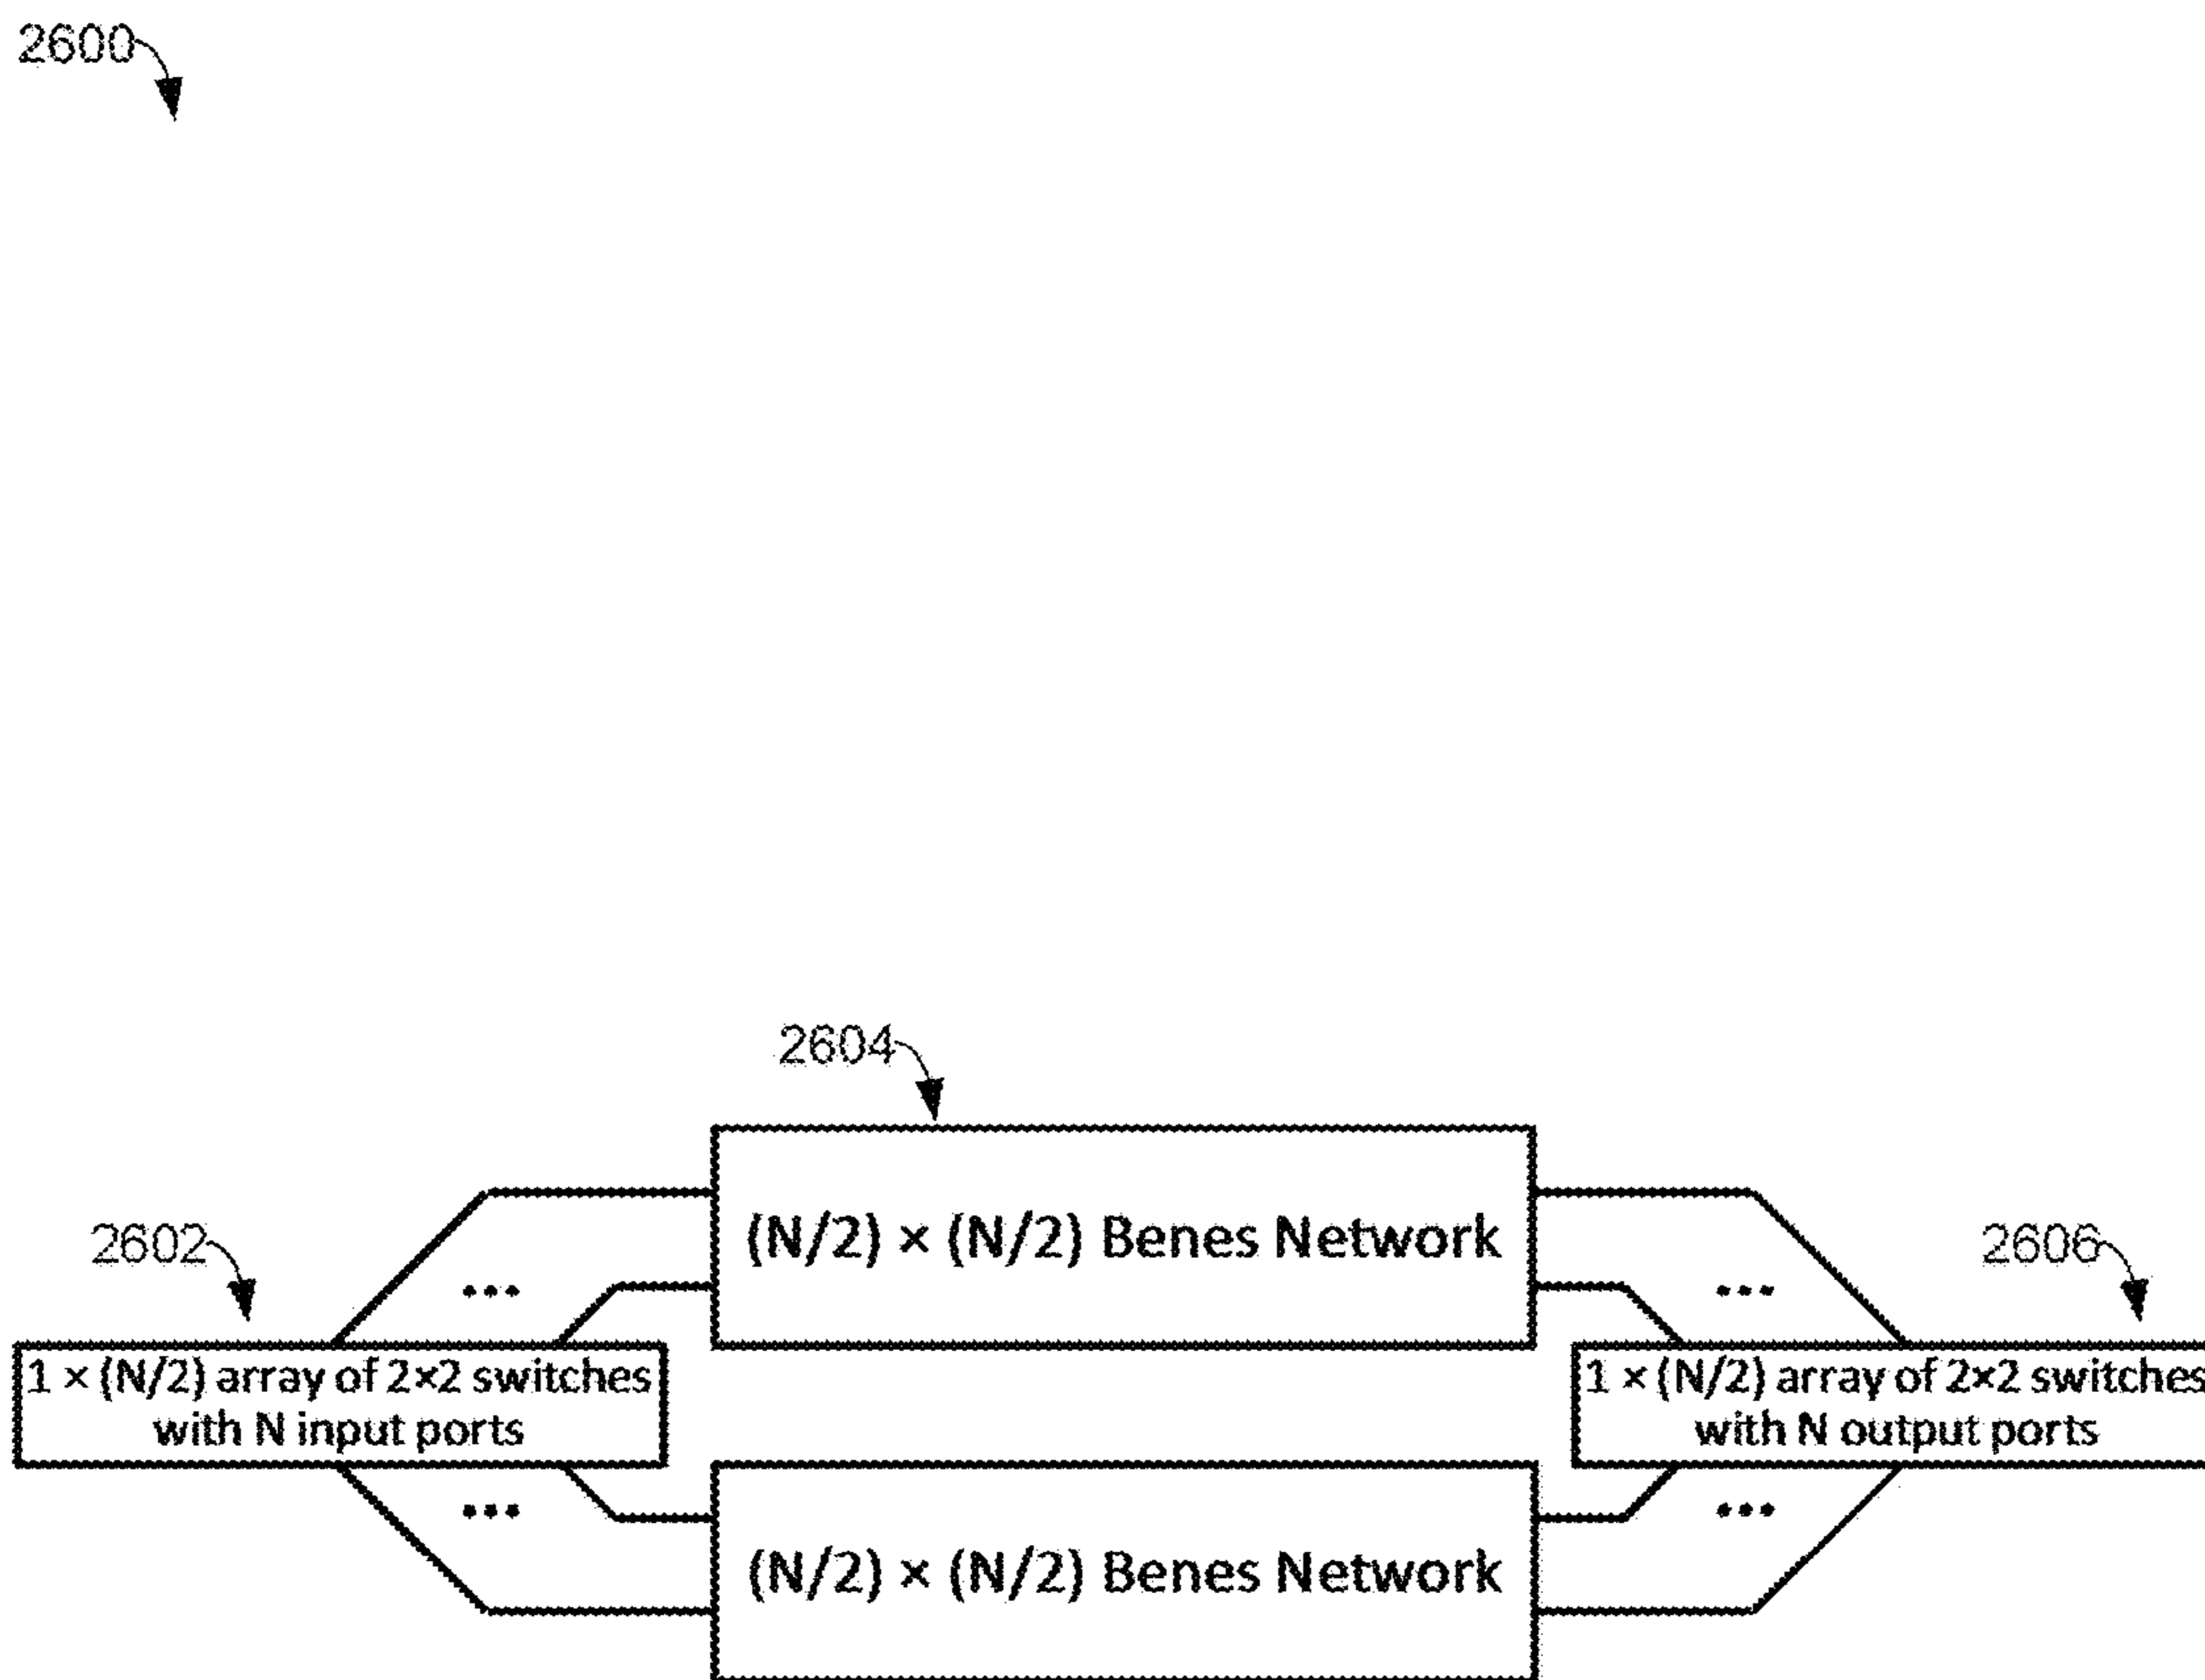 2600
2604
(N/2) × (N/2) Benes Network
2602
2606
1 × (N/2) array of 2×2 switches
with N input ports
1 × (N/2) array of 2×2 switches
with N output ports
(N/2) × (N/2) Benes Network